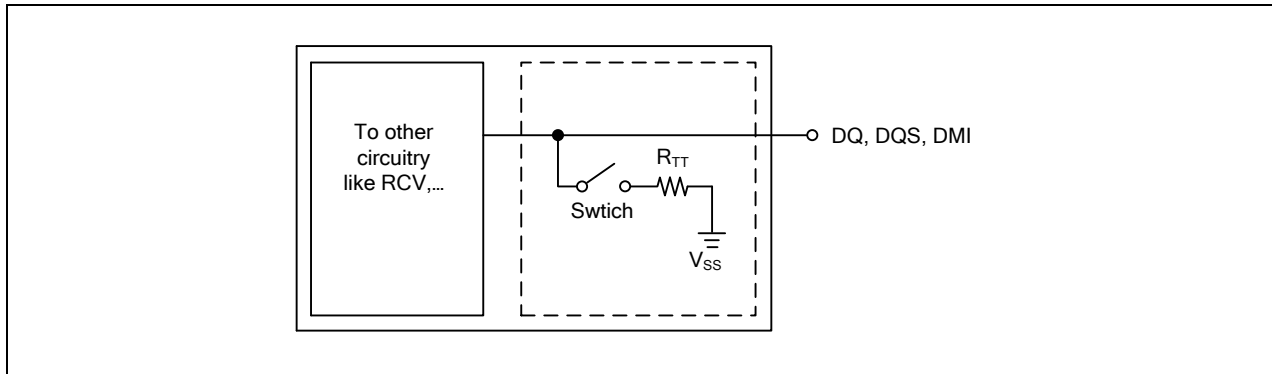 To other
circuitry
like RCV,…
DQ, DQS, DMI
RTT
Swtich
VSS